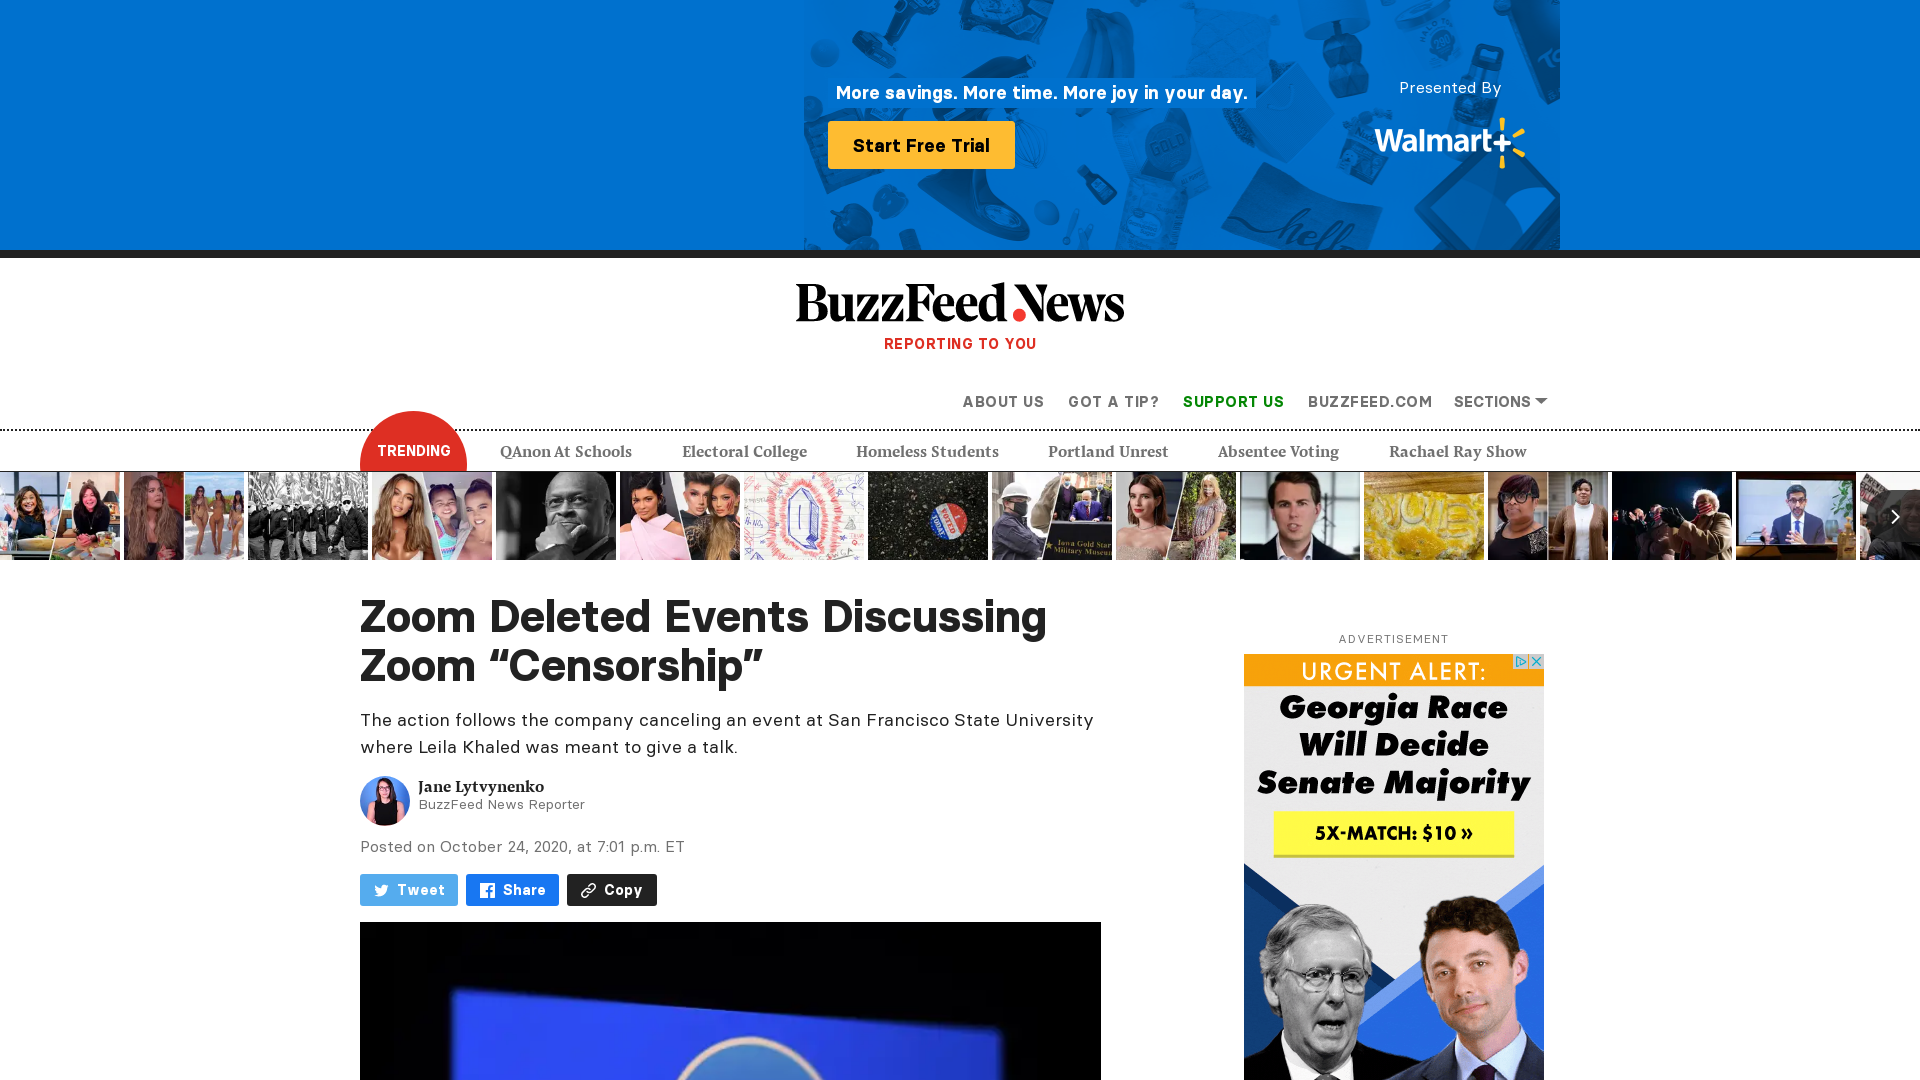 More savings. More time. More joy in your day.
Start Free Trial
Presented By
Walmart+
BuzzFeed News
REPORTING TO YOU
ABOUT US
GOT A TIP?
SUPPORT US
BUZZFEED.COM
SECTIONS
TRENDING
QAnon At Schools
Electoral College
Homeless Students
Portland Unrest
Absentee Voting
Rachael Ray Show
Zoom Deleted Events Discussing
Zoom “Censorship”
The action follows the company canceling an event at San Francisco State University
where Leila Khaled was meant to give a talk.
Jane Lytvynenko
BuzzFeed News Reporter
Posted on October 24, 2020, at 7:01 p.m. ET
Tweet
Share
Copy
ADVERTISEMENT
URGENT ALERT:
Georgia Race
Will Decide
Senate Majority
5X-MATCH: $10 »